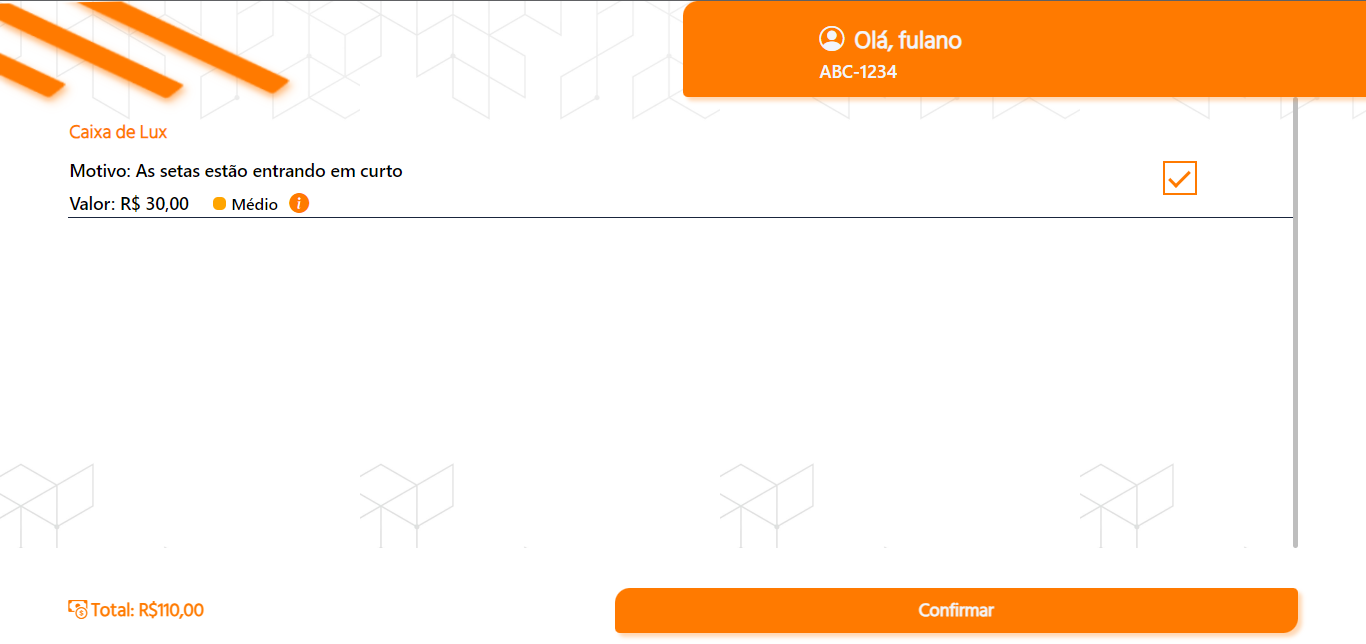 Olá, fulano
ABC-1234
Caixa de Lux
Motivo: As setas estão entrando em curto
Valor: R$ 30,00 Médio i
Total: R$110,00
Confirmar